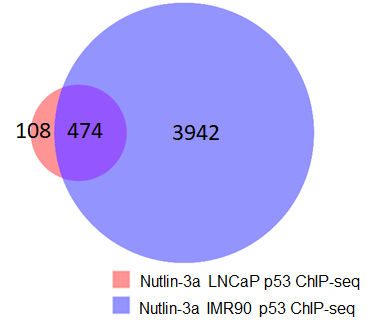 108 474 3942
Nutlin-3a LNCaP p53 ChIP-seq
Nutlin-3a IMR90 p53 ChIP-seq